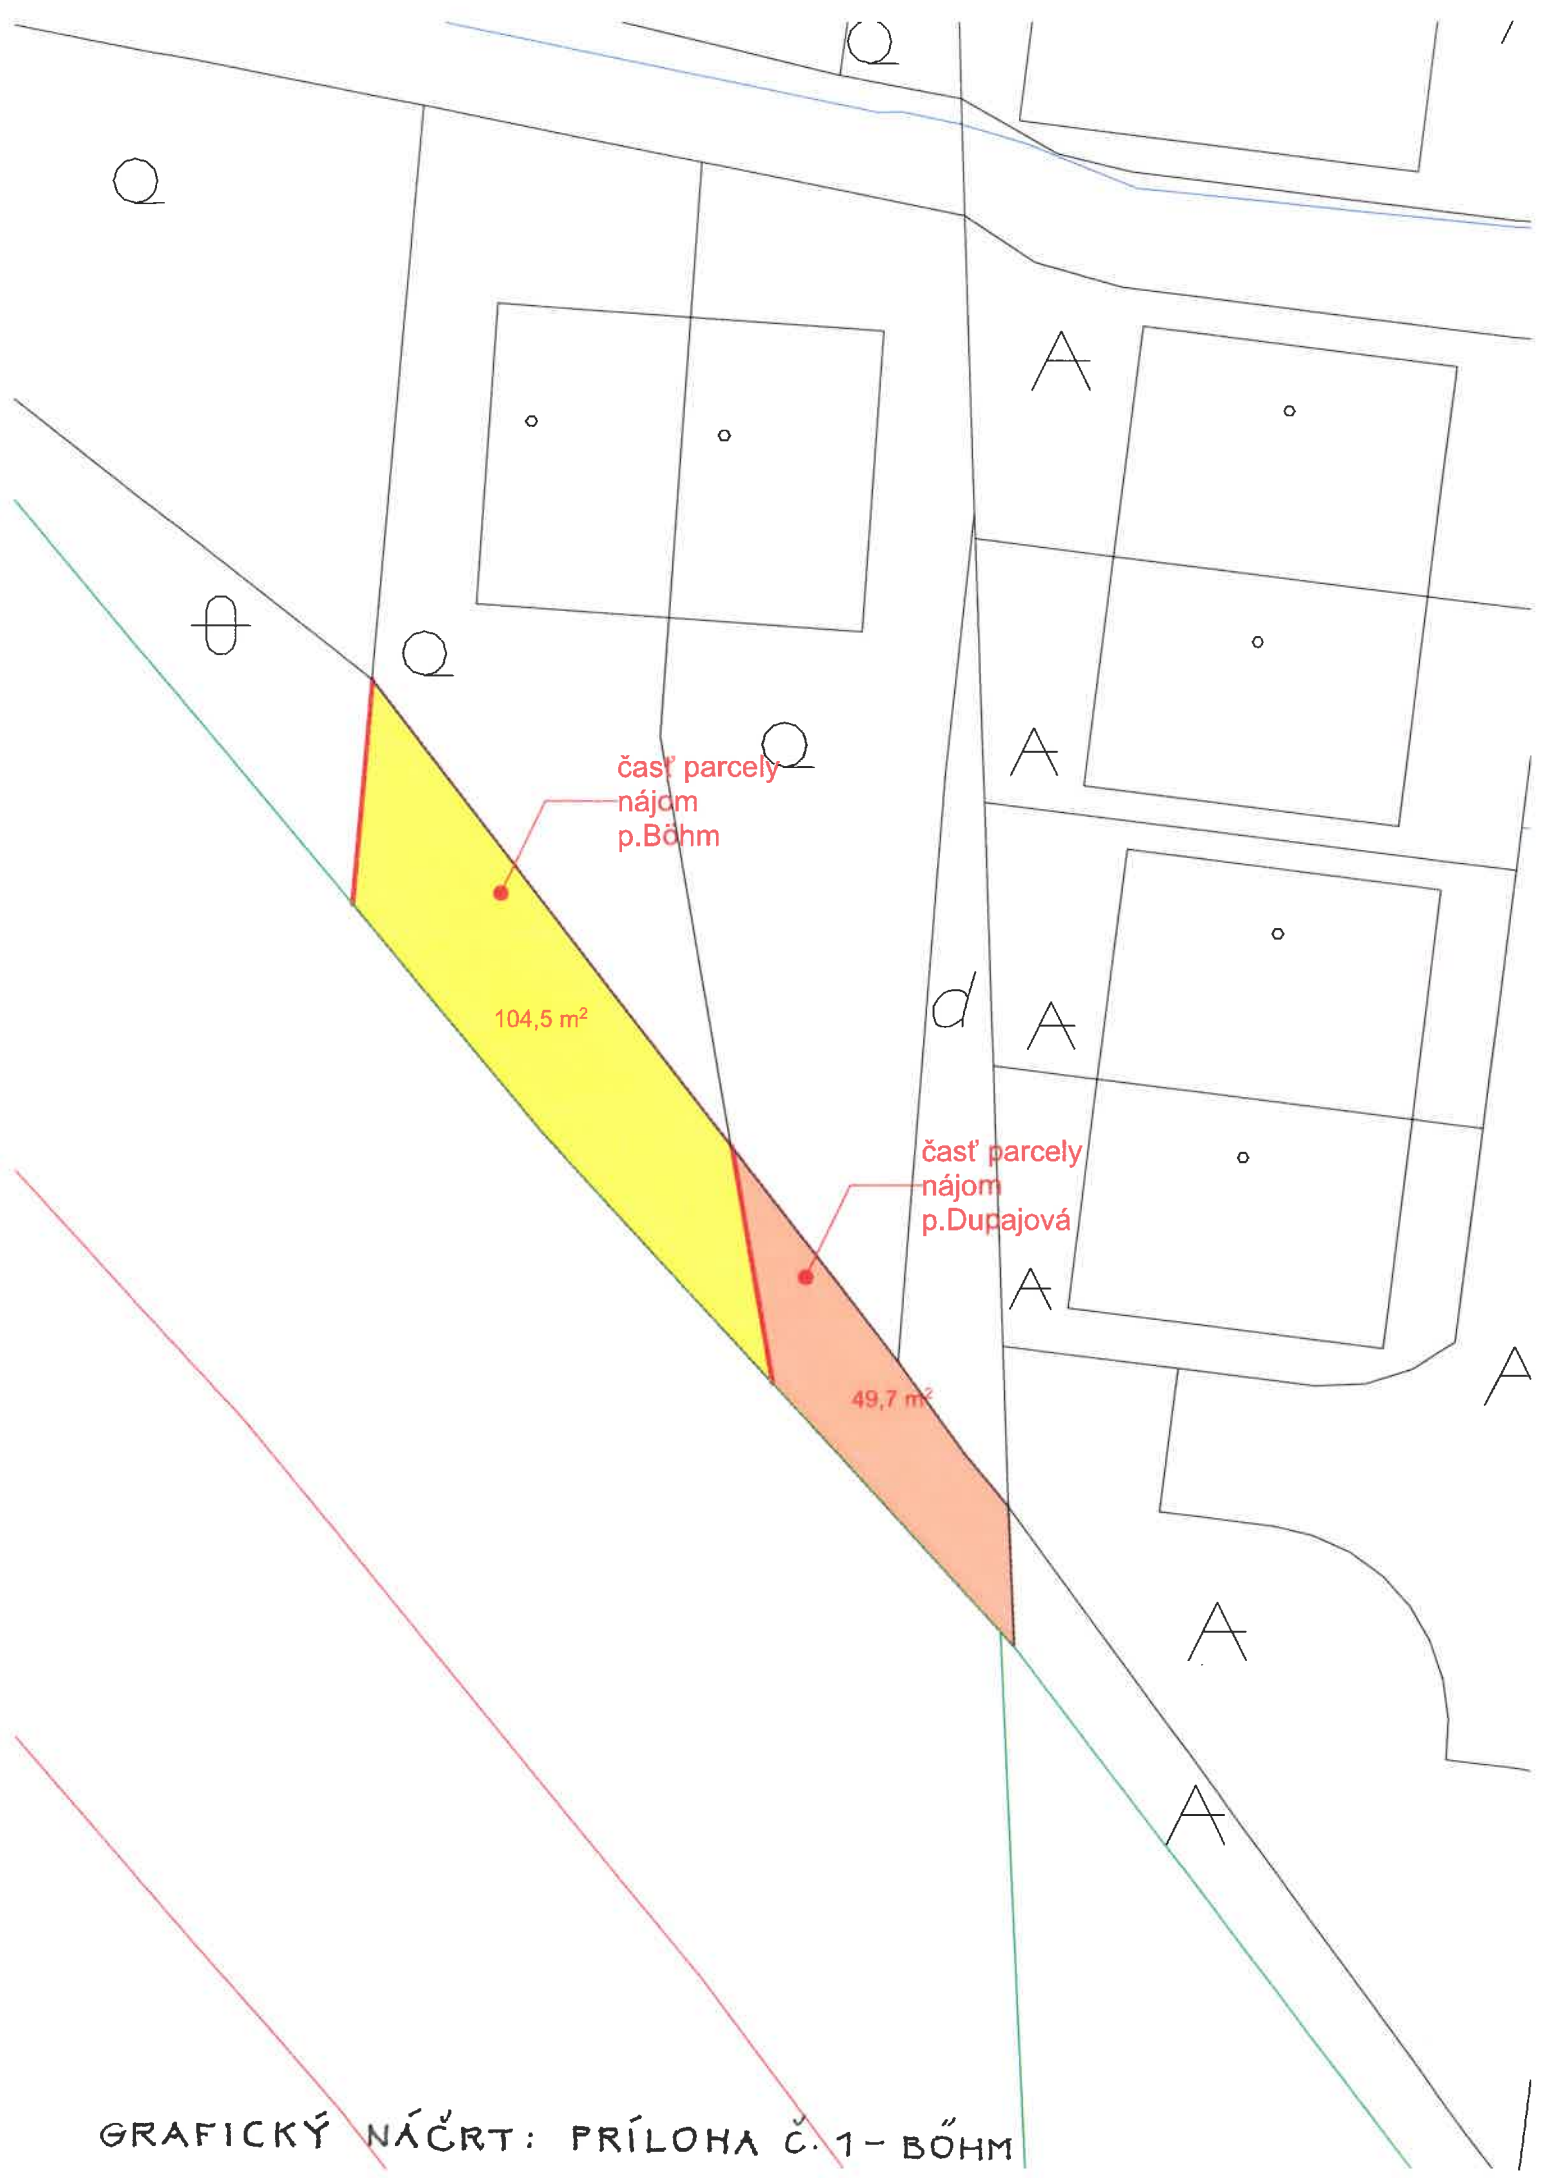 časť parcely
nájom
p.Böhm
104,5 m²
d
časť parcely
nájom
p.Dupajová
49,7 m²
GRAFICKÝ NÁČRT: PRÍLOHA Č. 1 - BŐHM